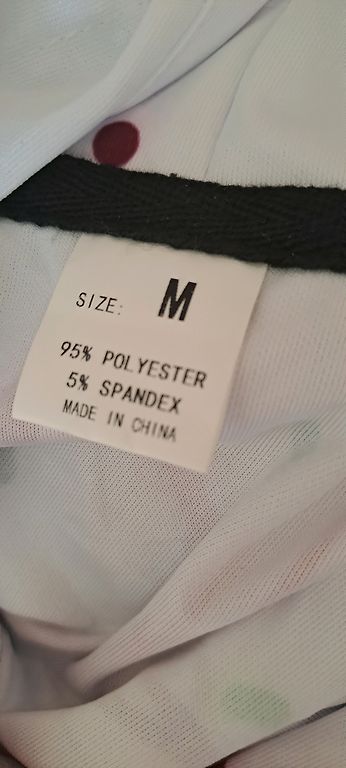 SIZE: M
95% POLYESTER
5% SPANDEX
MADE IN CHINA